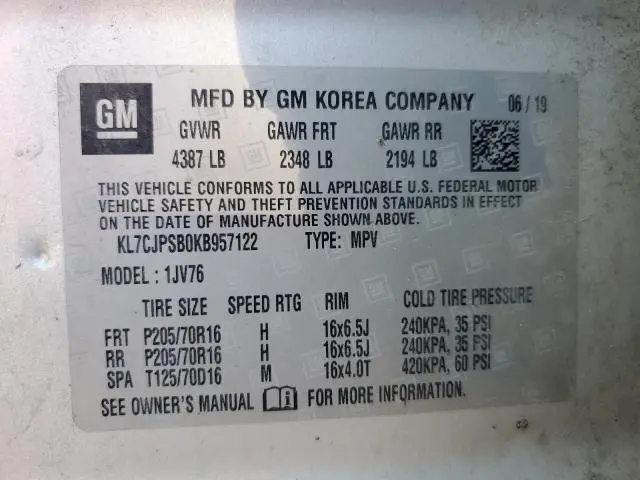 GM
MFD BY GM KOREA COMPANY 06 / 19
GVWR GAWR FRT GAWR RR
4387 LB 2348 LB 2194 LB
THIS VEHICLE CONFORMS TO ALL APPLICABLE U.S. FEDERAL MOTOR
VEHICLE SAFETY AND THEFT PREVENTION STANDARDS IN EFFECT
ON THE DATE OF MANUFACTURE SHOWN ABOVE.
KL7CJPSB0KB957122 TYPE: MPV
MODEL : 1JV76
TIRE SIZE SPEED RTG RIM COLD TIRE PRESSURE
FRT P205/70R16 H 16x6.5J 240KPA, 35 PSI
RR P205/70R16 H 16x6.5J 240KPA, 35 PSI
SPA T125/70D16 M 16x4.0T 420KPA, 60 PSI
SEE OWNER'S MANUAL FOR MORE INFORMATION.